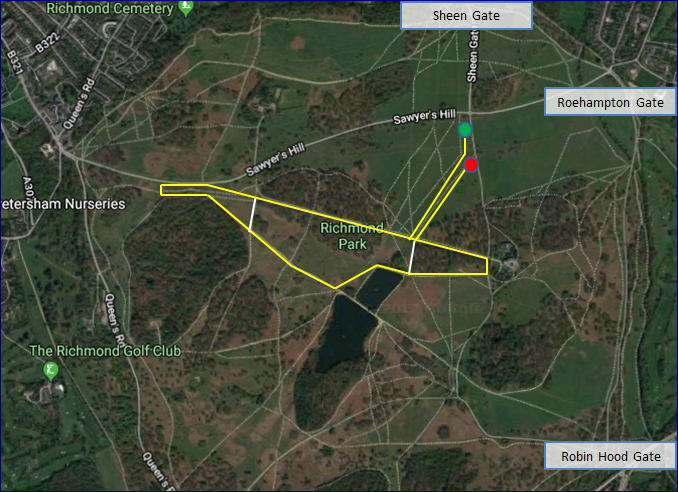 Richmond Cemetery
Sheen Gate
B322
B321
Queen's Rd
Sheen Gate
Roehampton Gate
Sawyer's Hill
Sawyer's Hill
A30
etersham Nurseries
Richmond
Park
Queen's Rd
The Richmond Golf Club
Queen's R
Robin Hood Gate